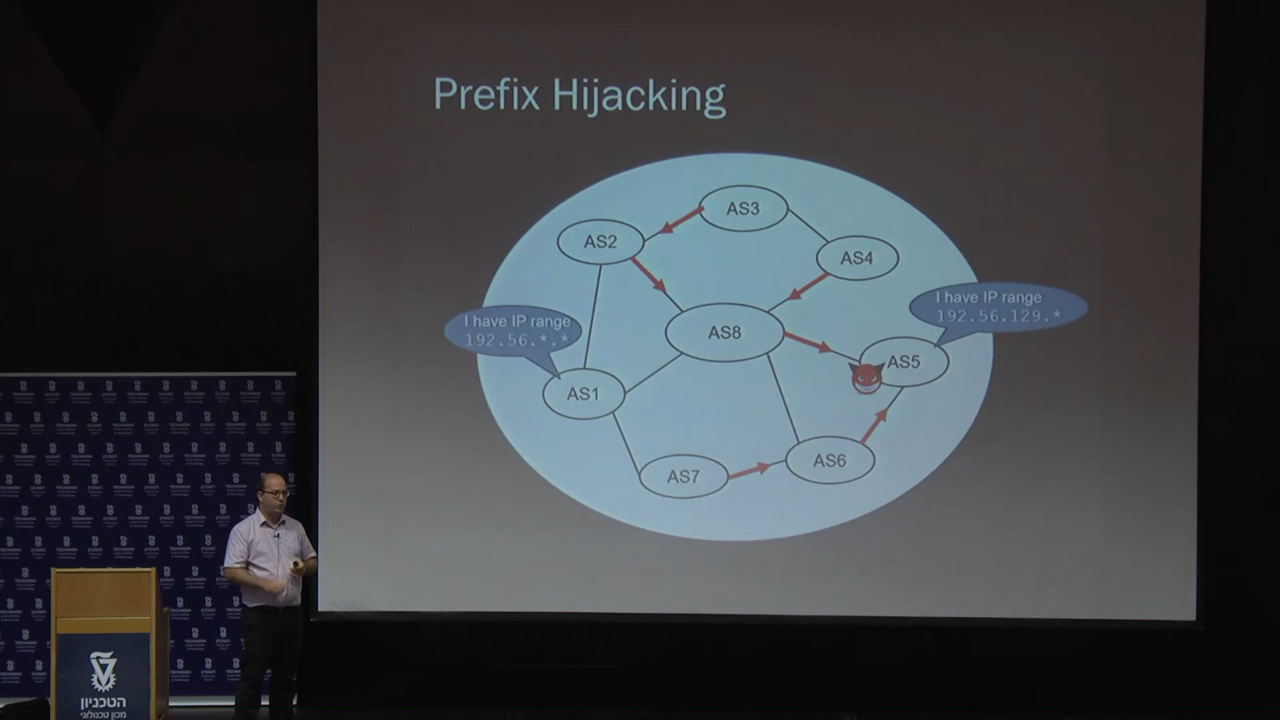 Prefix Hijacking
AS3
AS2
AS4
I have IP range
192.56.129.*
I have IP range
192.56.*.*
AS8
AS5
AS1
AS6
AS7
הטכניון
מכון טכנולוגי